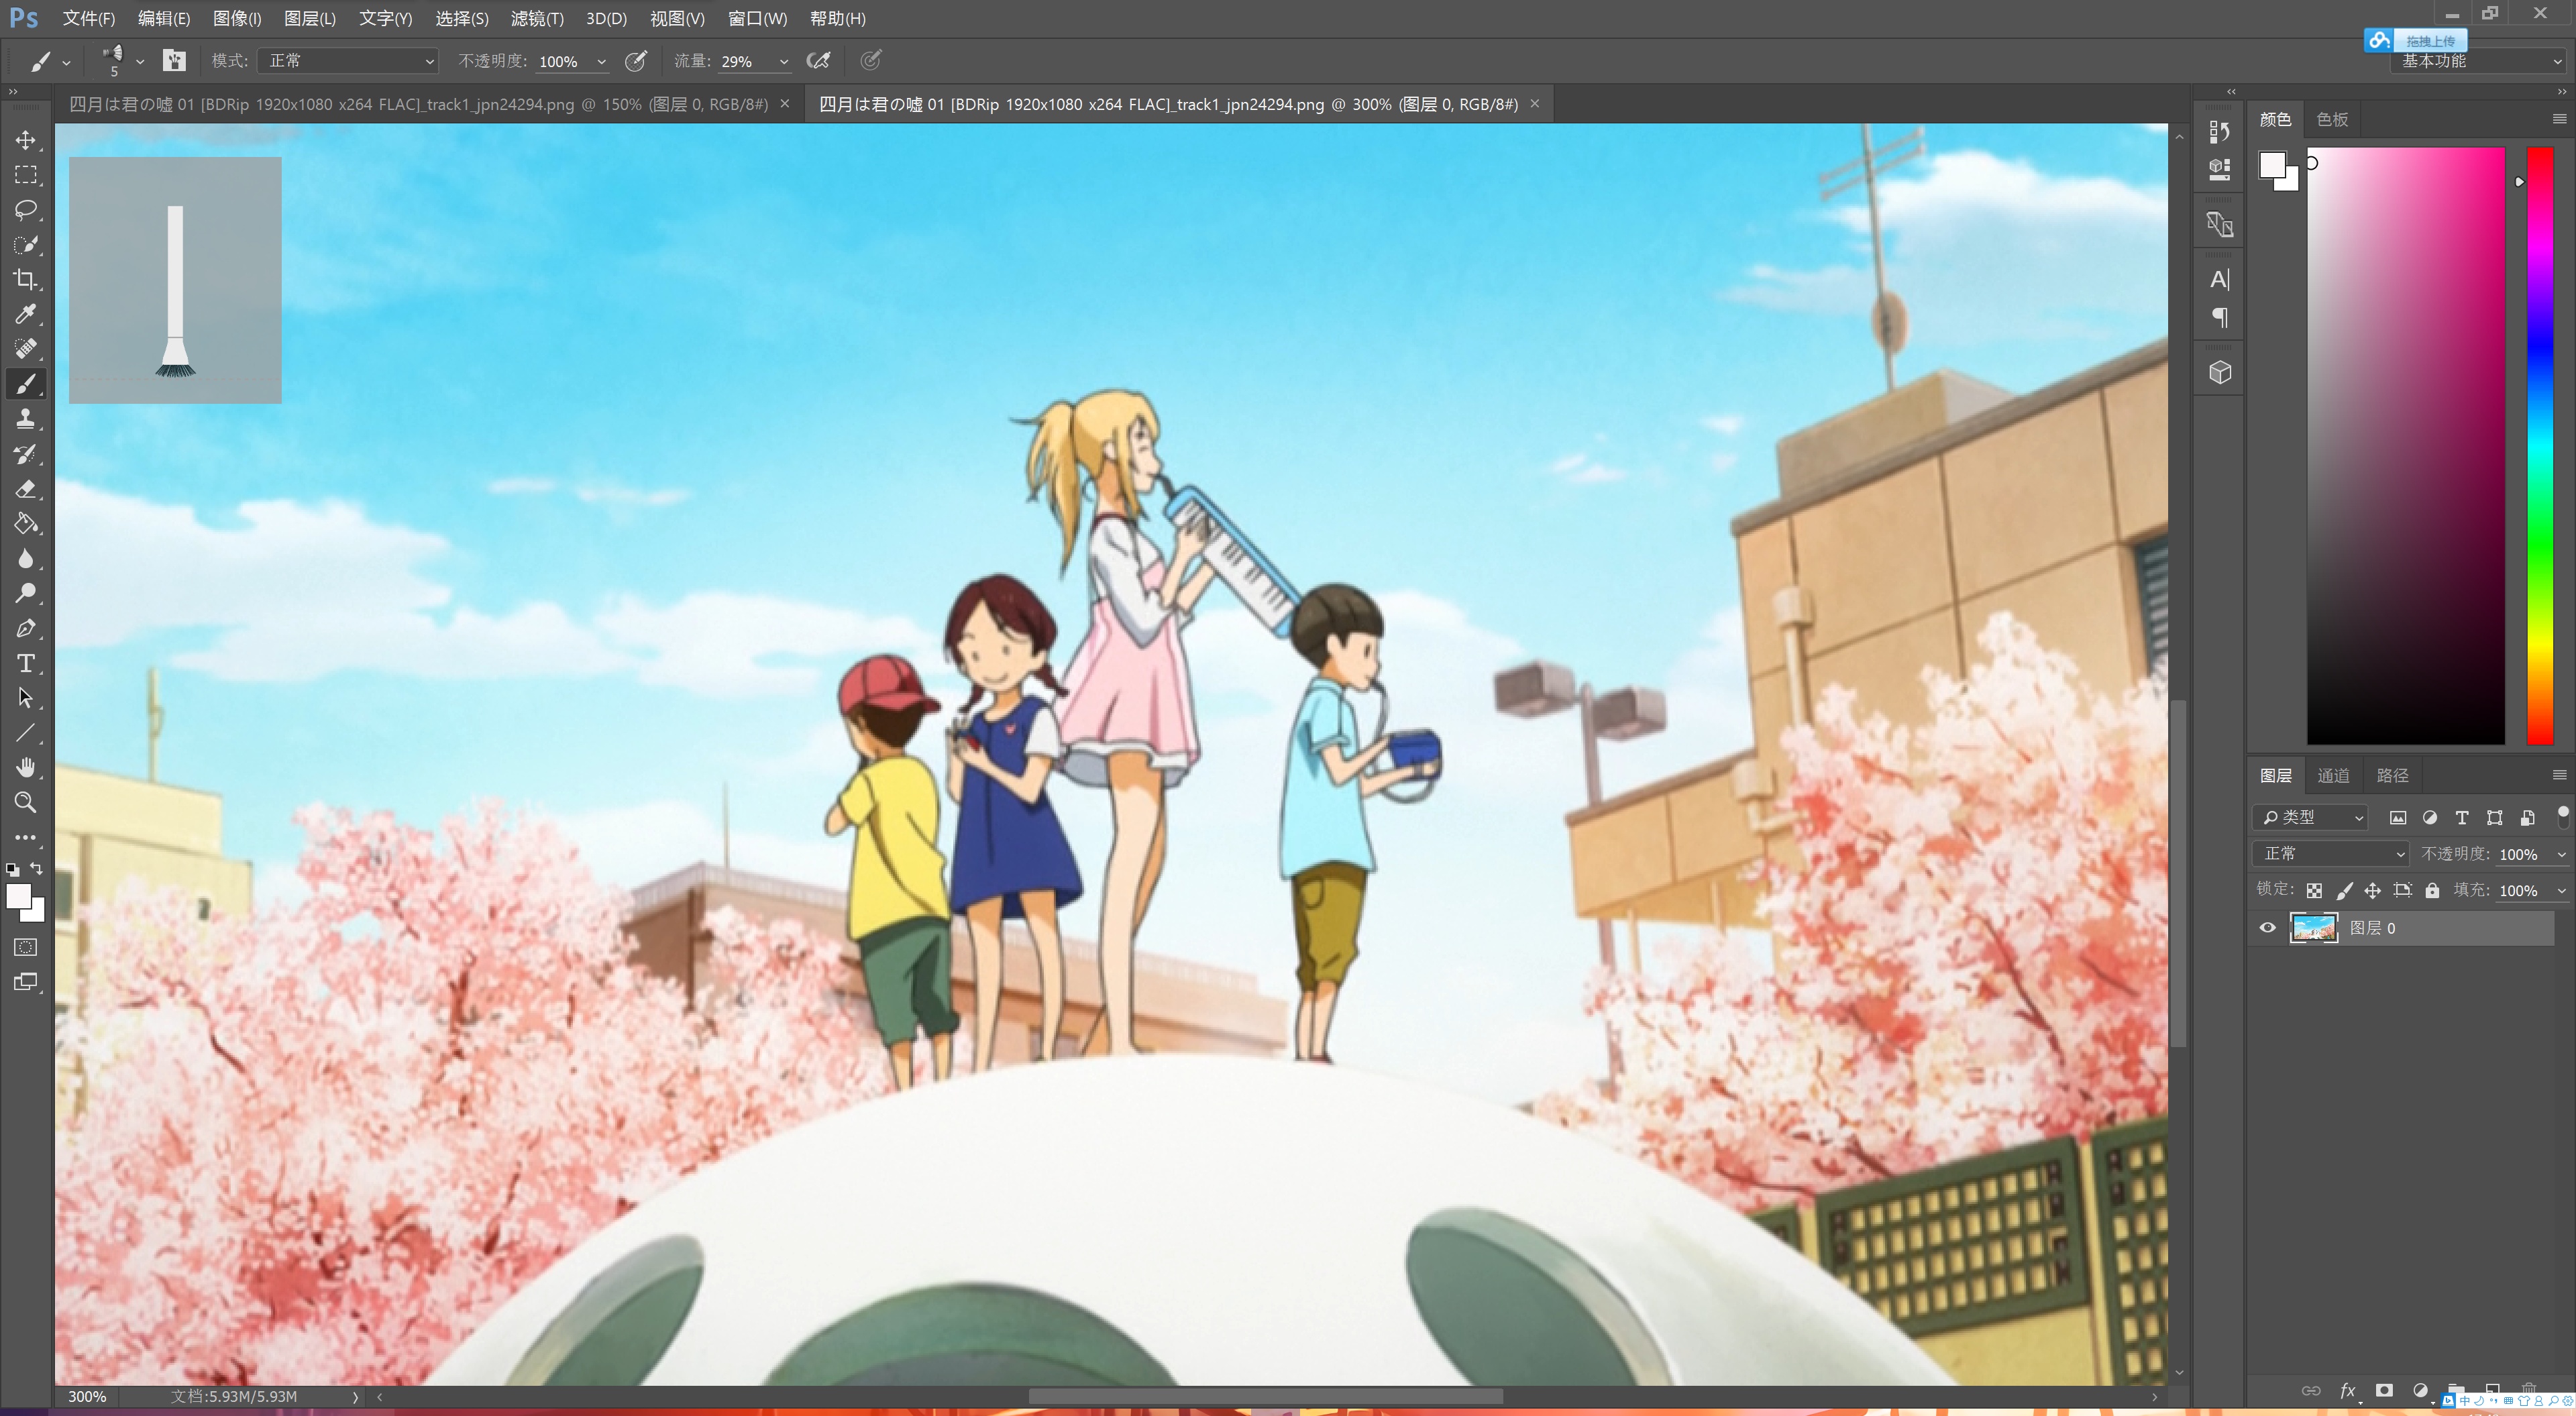 Ps 文件(F) 编辑(E) 图像(I) 图层(L) 文字(Y) 选择(S) 滤镜(T) 3D(D) 视图(V) 窗口(W) 帮助(H)
拖拽上传
5 模式: 正常 不透明度: 100% 流量: 29% 基本功能
四月は君の嘘 01 [BDRip 1920x1080 x264 FLAC]_track1_jpn24294.png @ 150% (图层 0, RGB/8#) × 四月は君の嘘 01 [BDRip 1920x1080 x264 FLAC]_track1_jpn24294.png @ 300% (图层 0, RGB/8#) ×
颜色 色板
图层 通道 路径
类型
正常 不透明度: 100%
锁定: 填充: 100%
图层 0
300% 文档:5.93M/5.93M
fx
中